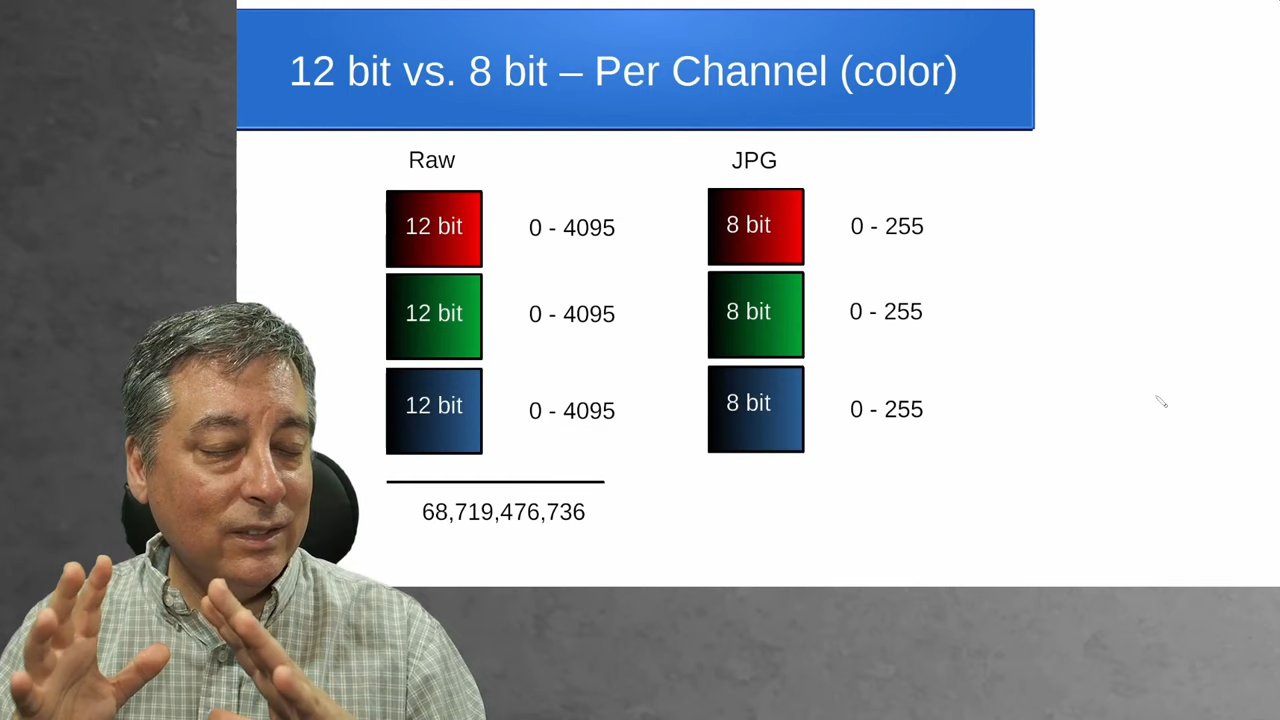 12 bit vs. 8 bit – Per Channel (color)
Raw
JPG
12 bit
0 - 4095
8 bit
0 - 255
12 bit
0 - 4095
8 bit
0 - 255
12 bit
0 - 4095
8 bit
0 - 255
68,719,476,736